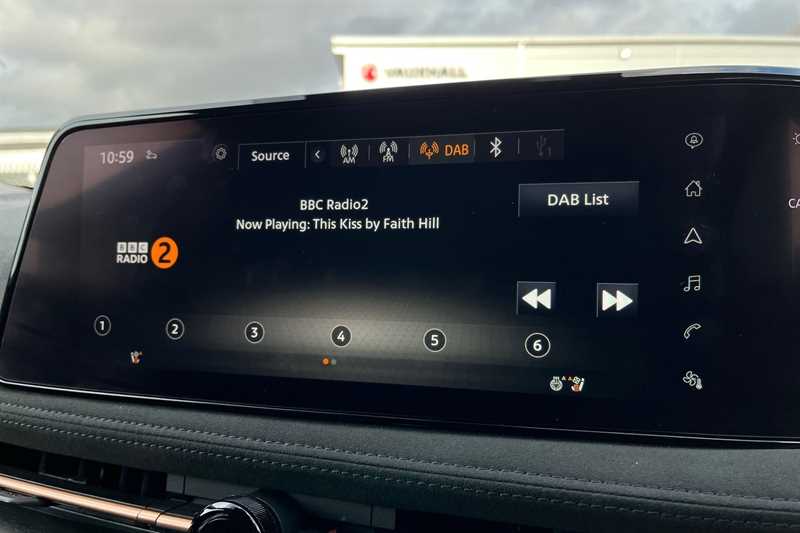 VAUXHALL
10:59
Source
AM
FM
DAB
BBC Radio2
Now Playing: This Kiss by Faith Hill
DAB List
BBC
RADIO 2
1
2
3
4
5
6
CA